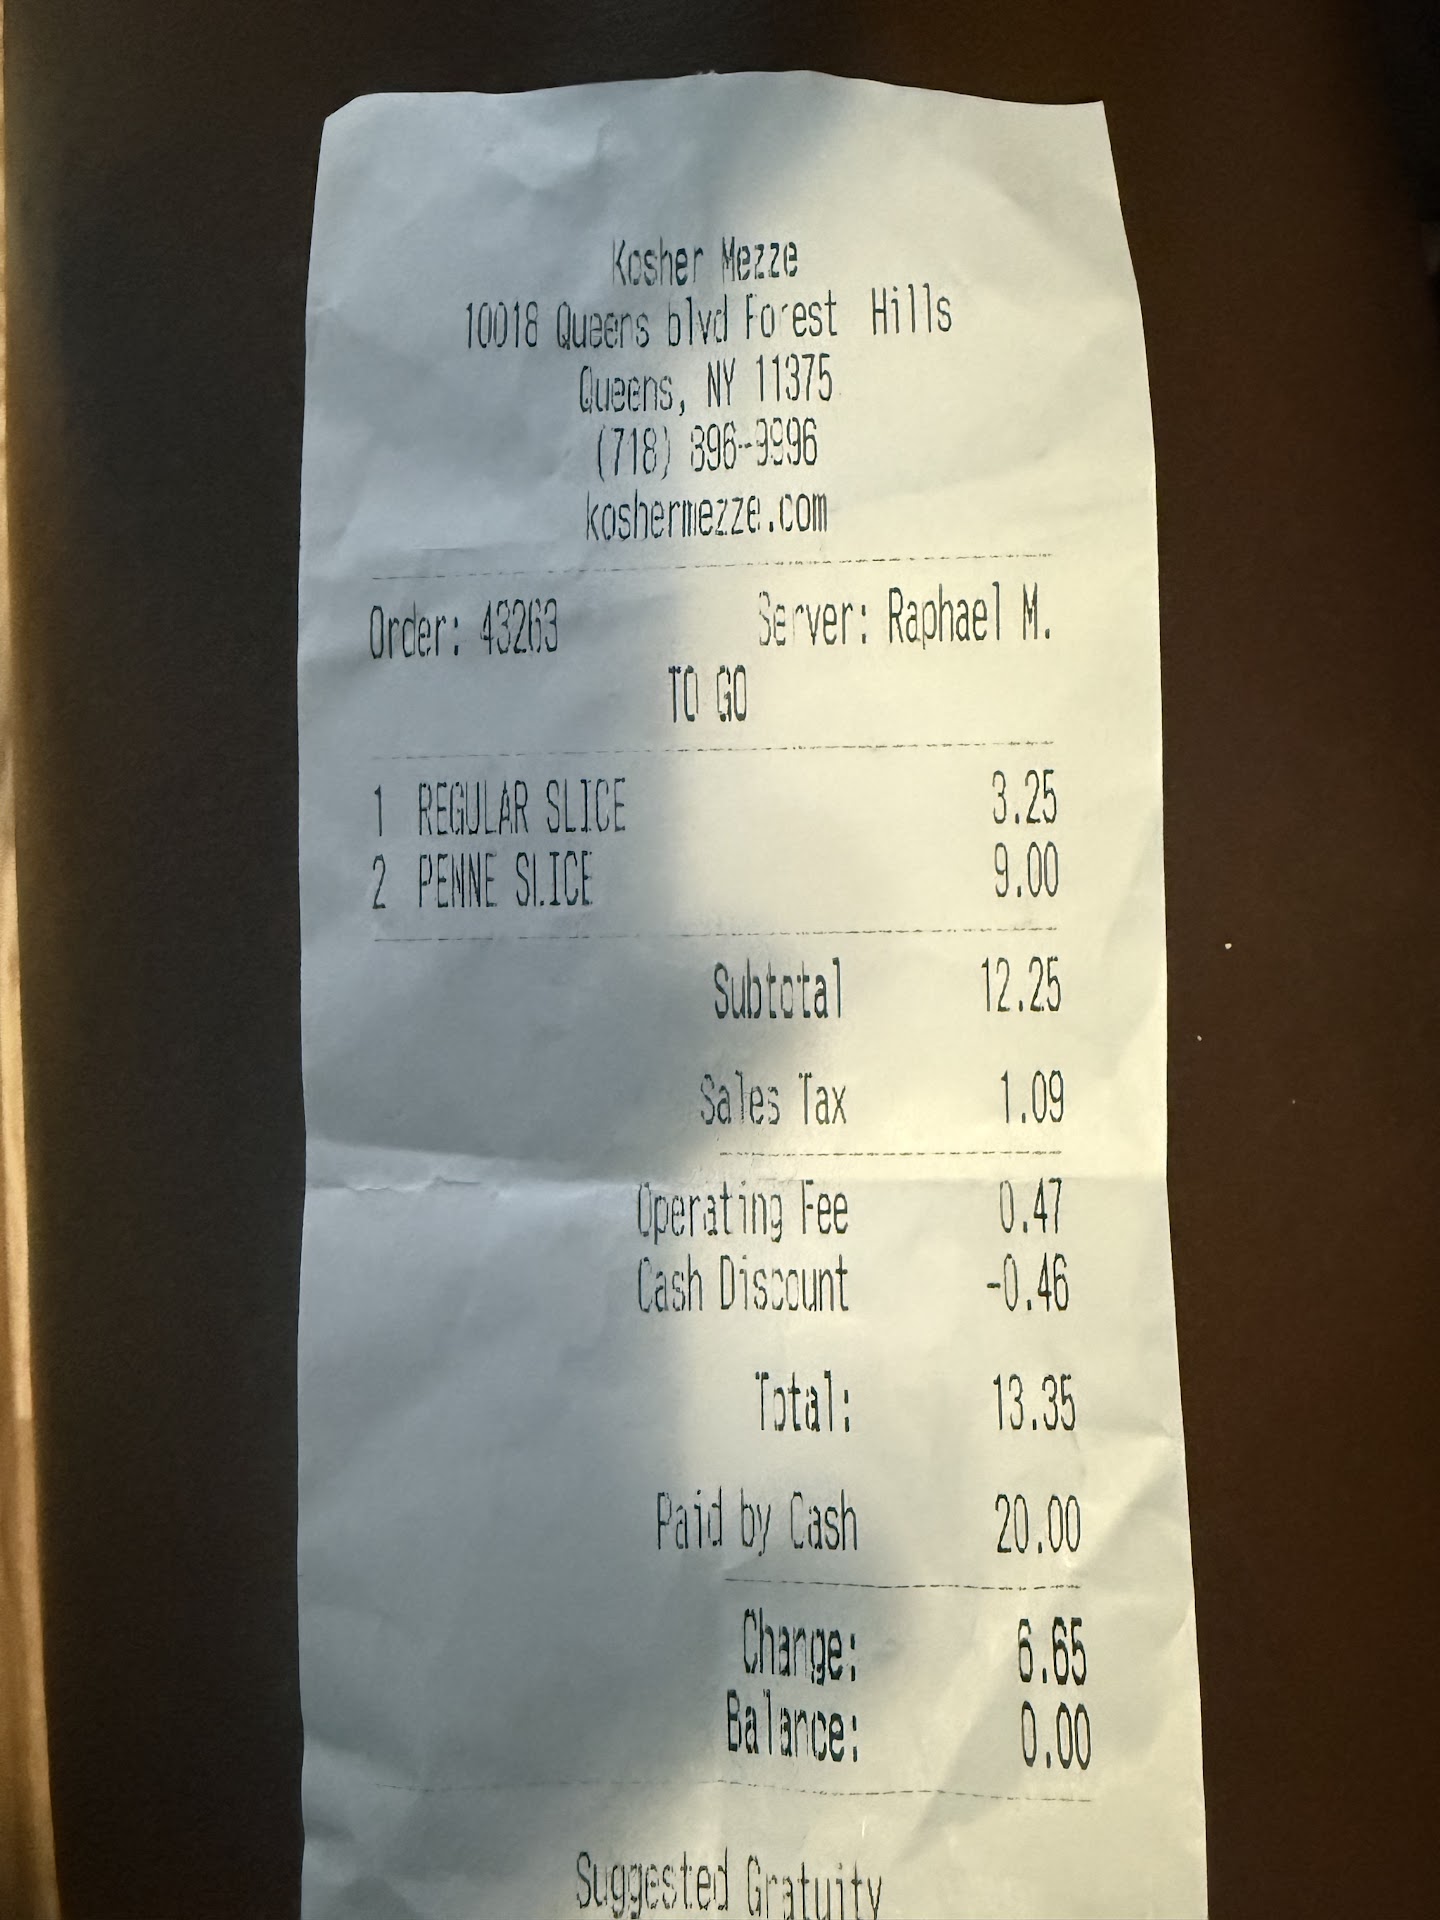 Kosher Mezze
10018 Queens blvd Forest Hills
Queens, NY 11375
(718) 896-9996
koshermezze.com
Order: 43263 Server: Raphael M.
TO GO
1 REGULAR SLICE 3.25
2 PENNE SLICE 9.00
Subtotal 12.25
Sales Tax 1.09
Operating Fee 0.47
Cash Discount -0.46
Total: 13.35
Paid by Cash 20.00
Change: 6.65
Balance: 0.00
Suggested Gratuity